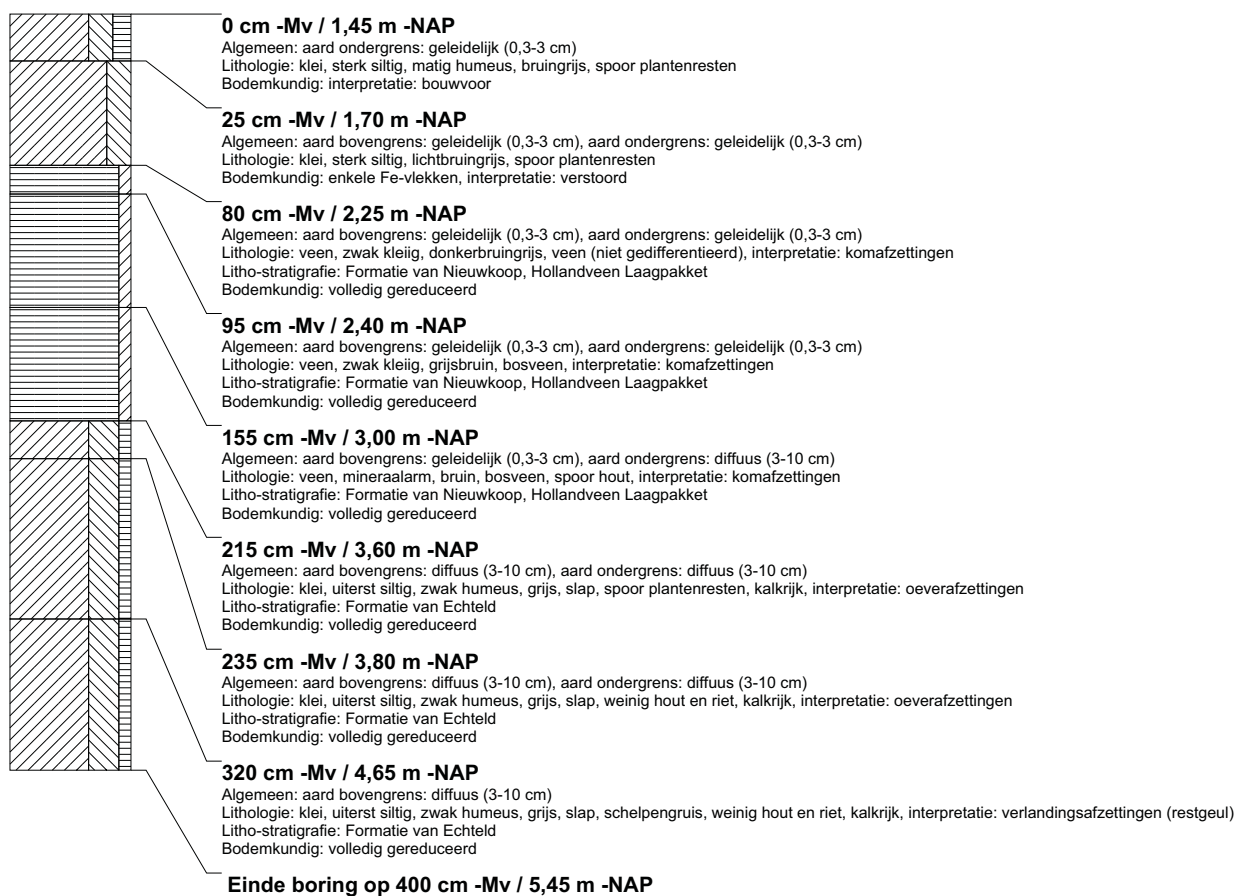 0 cm -Mv / 1,45 m -NAP
Algemeen: aard ondergrens: geleidelijk (0,3-3 cm)
Lithologie: klei, sterk siltig, matig humeus, bruingrijs, spoor plantenresten
Bodemkundig: interpretatie: bouwvoor
25 cm -Mv / 1,70 m -NAP
Algemeen: aard bovengrens: geleidelijk (0,3-3 cm), aard ondergrens: geleidelijk (0,3-3 cm)
Lithologie: klei, sterk siltig, lichtbruingrijs, spoor plantenresten
Bodemkundig: enkele Fe-vlekken, interpretatie: verstoord
80 cm -Mv / 2,25 m -NAP
Algemeen: aard bovengrens: geleidelijk (0,3-3 cm), aard ondergrens: geleidelijk (0,3-3 cm)
Lithologie: veen, zwak kleiig, donkerbruingrijs, veen (niet gedifferentieerd), interpretatie: komafzettingen
Litho-stratigrafie: Formatie van Nieuwkoop, Hollandveen Laagpakket
Bodemkundig: volledig gereduceerd
95 cm -Mv / 2,40 m -NAP
Algemeen: aard bovengrens: geleidelijk (0,3-3 cm), aard ondergrens: geleidelijk (0,3-3 cm)
Lithologie: veen, zwak kleiig, grijsbruin, bosveen, interpretatie: komafzettingen
Litho-stratigrafie: Formatie van Nieuwkoop, Hollandveen Laagpakket
Bodemkundig: volledig gereduceerd
155 cm -Mv / 3,00 m -NAP
Algemeen: aard bovengrens: geleidelijk (0,3-3 cm), aard ondergrens: diffuus (3-10 cm)
Lithologie: veen, mineraalarm, bruin, bosveen, spoor hout, interpretatie: komafzettingen
Litho-stratigrafie: Formatie van Nieuwkoop, Hollandveen Laagpakket
Bodemkundig: volledig gereduceerd
215 cm -Mv / 3,60 m -NAP
Algemeen: aard bovengrens: diffuus (3-10 cm), aard ondergrens: diffuus (3-10 cm)
Lithologie: klei, uiterst siltig, zwak humeus, grijs, slap, spoor plantenresten, kalkrijk, interpretatie: oeverafzettingen
Litho-stratigrafie: Formatie van Echteld
Bodemkundig: volledig gereduceerd
235 cm -Mv / 3,80 m -NAP
Algemeen: aard bovengrens: diffuus (3-10 cm), aard ondergrens: diffuus (3-10 cm)
Lithologie: klei, uiterst siltig, zwak humeus, grijs, slap, weinig hout en riet, kalkrijk, interpretatie: oeverafzettingen
Litho-stratigrafie: Formatie van Echteld
Bodemkundig: volledig gereduceerd
320 cm -Mv / 4,65 m -NAP
Algemeen: aard bovengrens: diffuus (3-10 cm)
Lithologie: klei, uiterst siltig, zwak humeus, grijs, slap, schelpengruis, weinig hout en riet, kalkrijk, interpretatie: verlandingsafzettingen (restgeul)
Litho-stratigrafie: Formatie van Echteld
Bodemkundig: volledig gereduceerd
Einde boring op 400 cm -Mv / 5,45 m -NAP